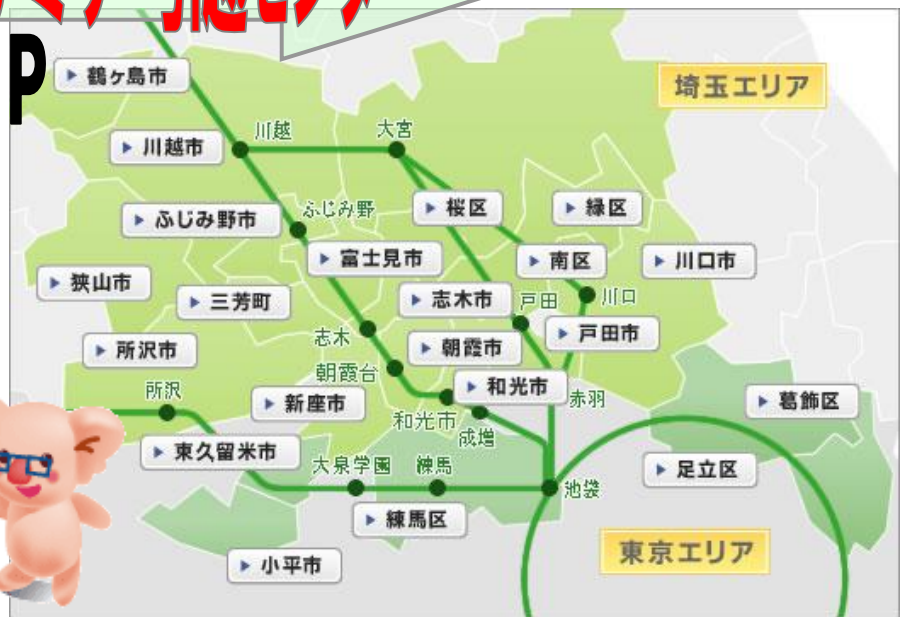 P
鶴ヶ島市
埼玉エリア
川越
大宮
川越市
ふじみ野
桜区
緑区
ふじみ野市
富士見市
南区
川口市
狭山市
三芳町
志木市
戸田
川口
志木
戸田市
所沢市
朝霞市
朝霞台
和光市
所沢
新座市
赤羽
葛飾区
和光市
成増
東久留米市
大泉学園
練馬
足立区
池袋
練馬区
東京エリア
小平市